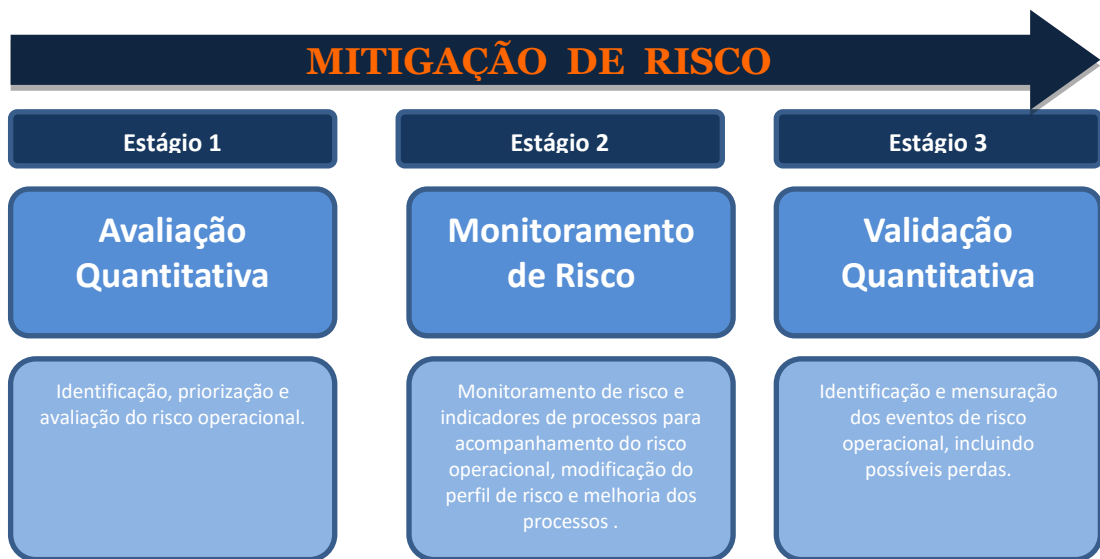 MITIGAÇÃO DE RISCO
Estágio 1
Estágio 2
Estágio 3
Avaliação
Quantitativa
Monitoramento
de Risco
Validação
Quantitativa
Identificação, priorização e
avaliação do risco operacional.
Monitoramento de risco e
indicadores de processos para
acompanhamento do risco
operacional, modificação do
perfil de risco e melhoria dos
processos .
Identificação e mensuração
dos eventos de risco
operacional, incluindo
possíveis perdas.